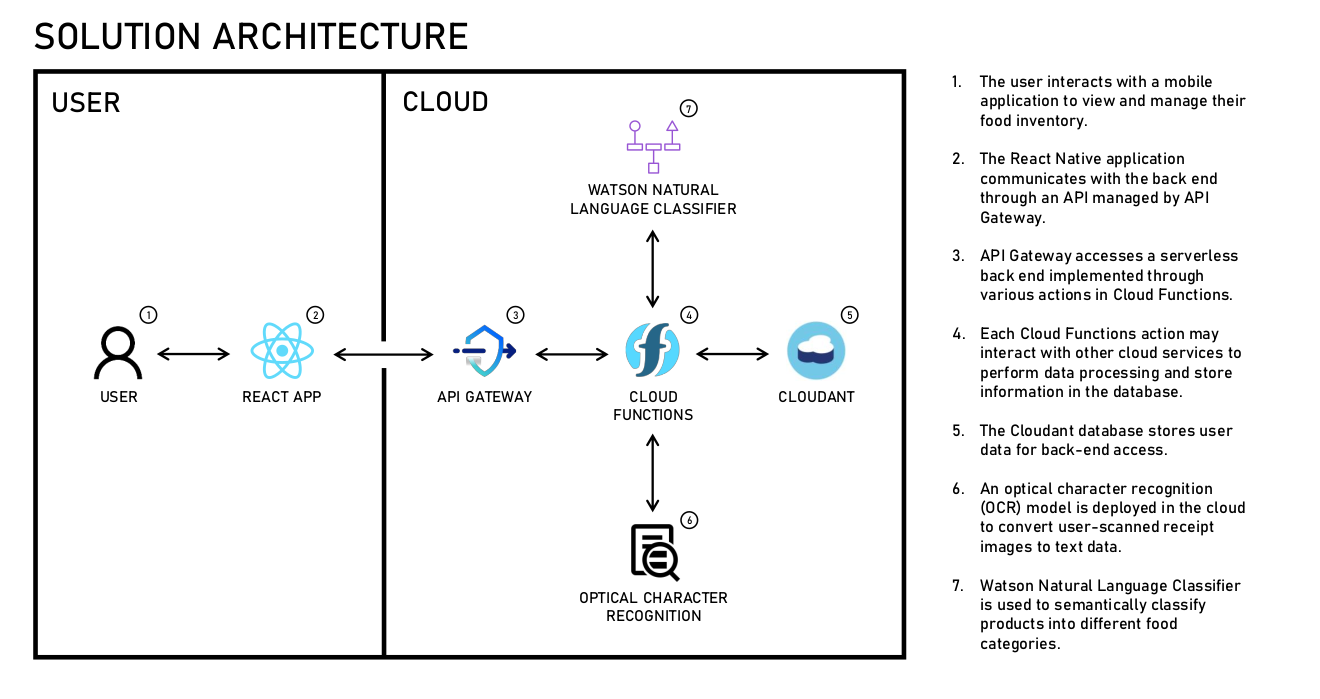 SOLUTION ARCHITECTURE
USER
CLOUD
7
WATSON NATURAL
LANGUAGE CLASSIFIER
1
USER
2
REACT APP
3
API GATEWAY
4
CLOUD
FUNCTIONS
5
CLOUDANT
6
OPTICAL CHARACTER
RECOGNITION
1. The user interacts with a mobile
application to view and manage their
food inventory.
2. The React Native application
communicates with the back end
through an API managed by API
Gateway.
3. API Gateway accesses a serverless
back end implemented through
various actions in Cloud Functions.
4. Each Cloud Functions action may
interact with other cloud services to
perform data processing and store
information in the database.
5. The Cloudant database stores user
data for back-end access.
6. An optical character recognition
(OCR) model is deployed in the cloud
to convert user-scanned receipt
images to text data.
7. Watson Natural Language Classifier
is used to semantically classify
products into different food
categories.